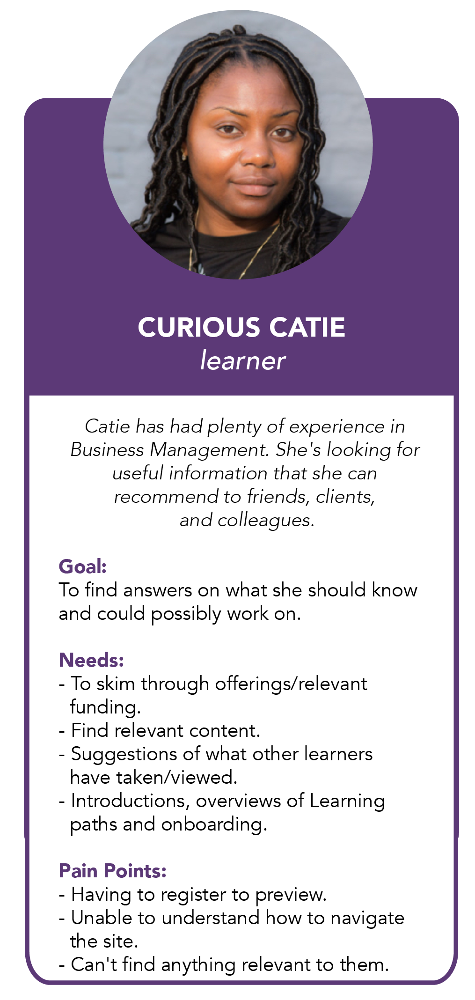 CURIOUS CATIE
learner
Catie has had plenty of experience in
Business Management. She's looking for
useful information that she can
recommend to friends, clients,
and colleagues.
Goal:
To find answers on what she should know
and could possibly work on.
Needs:
- To skim through offerings/relevant
funding.
- Find relevant content.
- Suggestions of what other learners
have taken/viewed.
- Introductions, overviews of Learning
paths and onboarding.
Pain Points:
- Having to register to preview.
- Unable to understand how to navigate
the site.
- Can't find anything relevant to them.